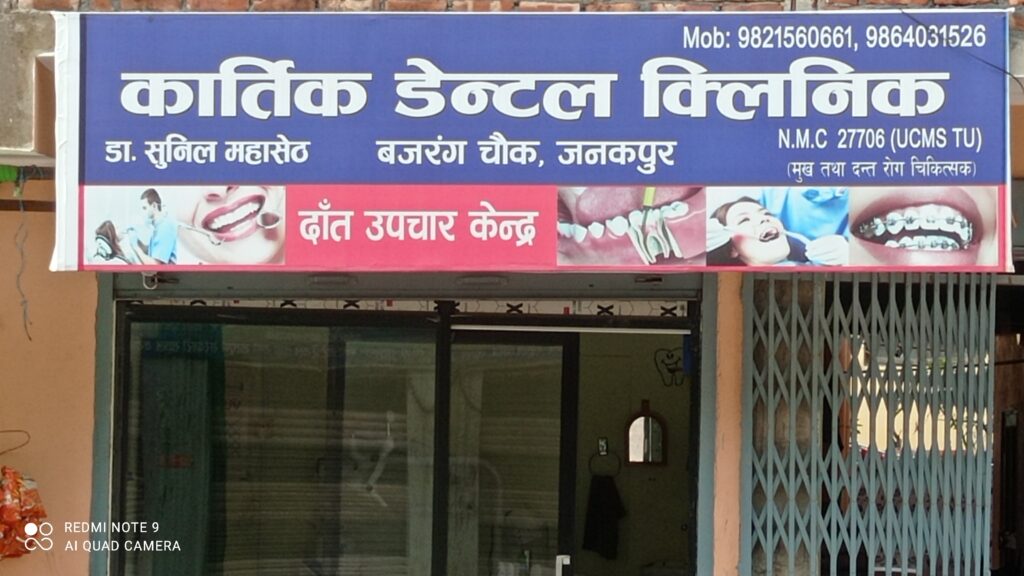 Mob: 9821560661, 9864031526
कार्तिक डेन्टल क्लिनिक
डा. सुनिल महासेठ
बजरंग चौक, जनकपुर
N.M.C 27706 (UCMS TU)
(मुख तथा दन्त रोग चिकित्सक)
दाँत उपचार केन्द्र
REDMI NOTE 9
AI QUAD CAMERA